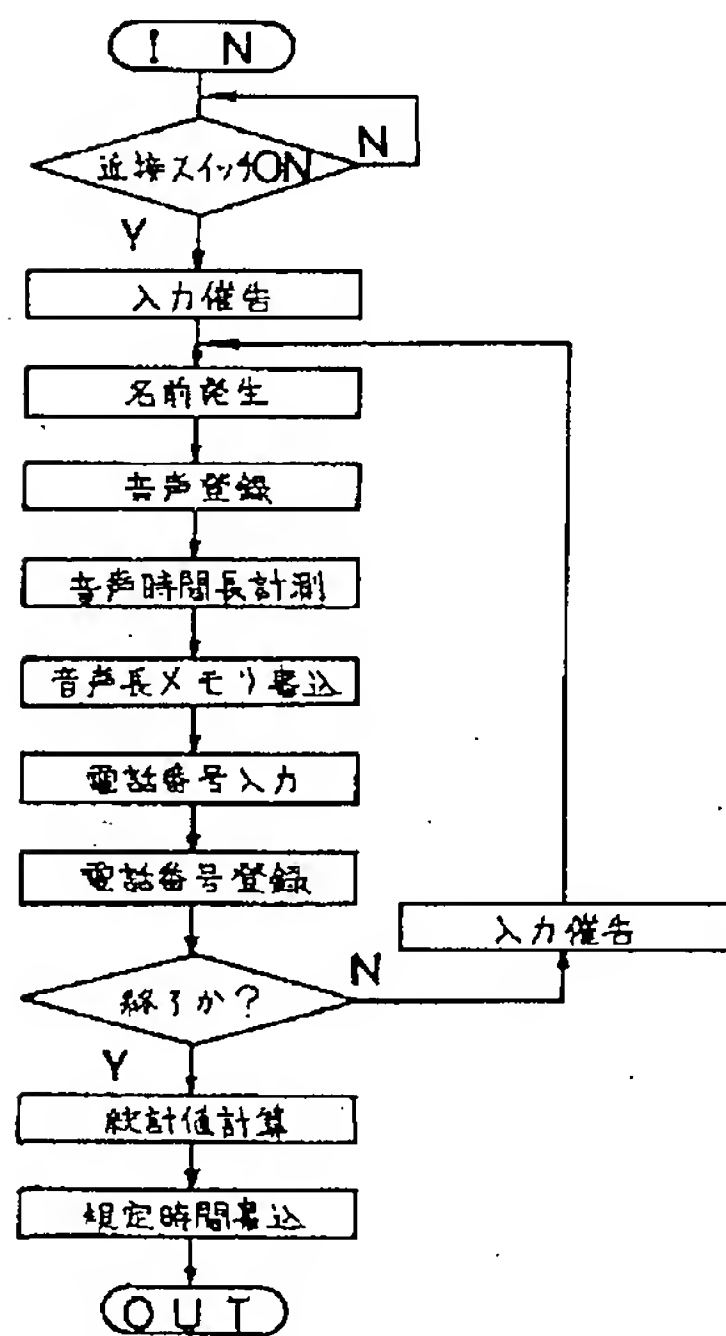 IN
近接スイッチON
N
Y
入力催告
名前発生
音声登録
音声時間長計測
音声長メモリ書込
電話番号入力
電話番号登録
入力催告
終了か?
N
Y
統計値計算
規定時間書込
OUT